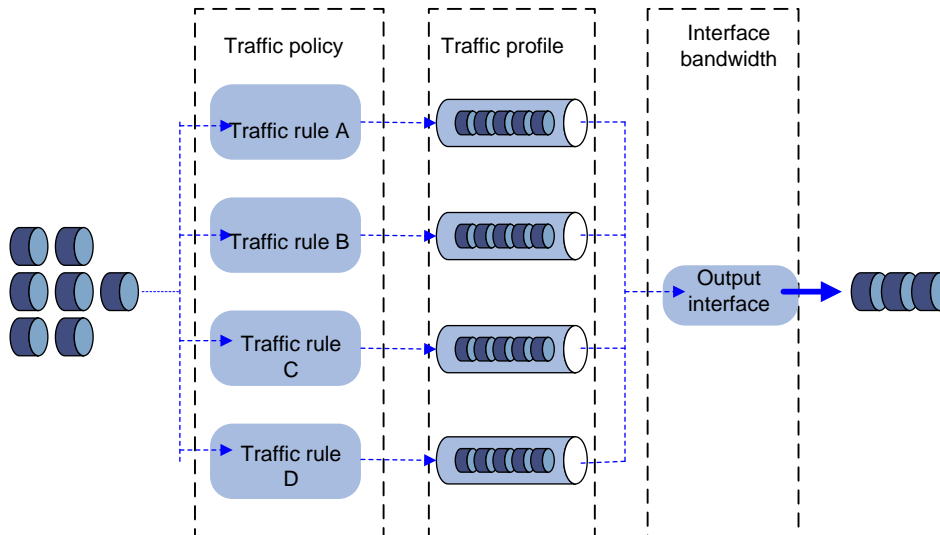 Traffic policy
Traffic profile
Interface
bandwidth
Traffic rule A
Traffic rule B
Traffic rule
C
Traffic rule
D
Output
interface